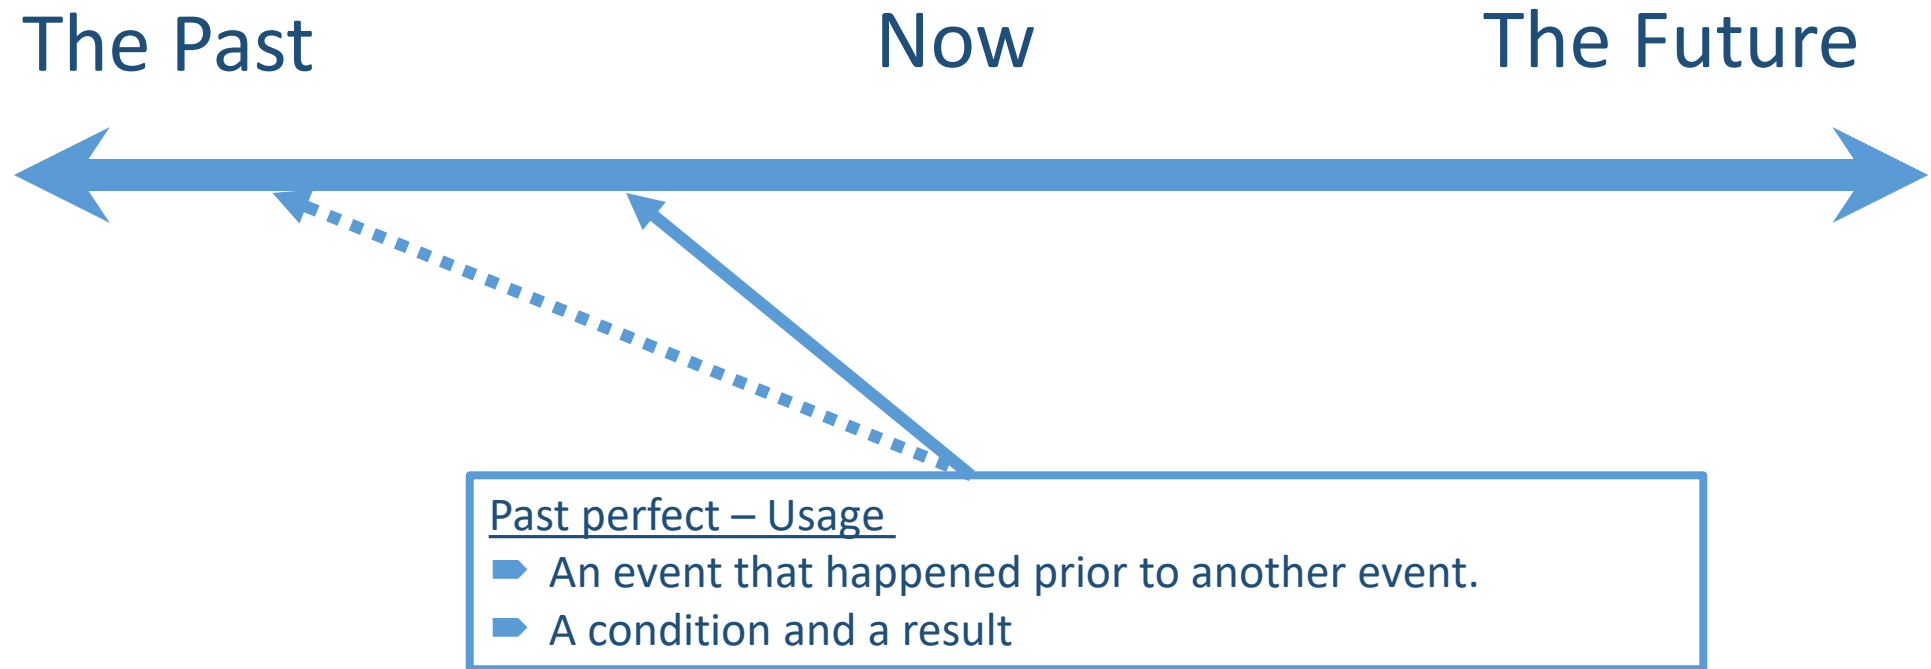 The Past
Now
The Future
Past perfect – Usage
An event that happened prior to another event.
A condition and a result